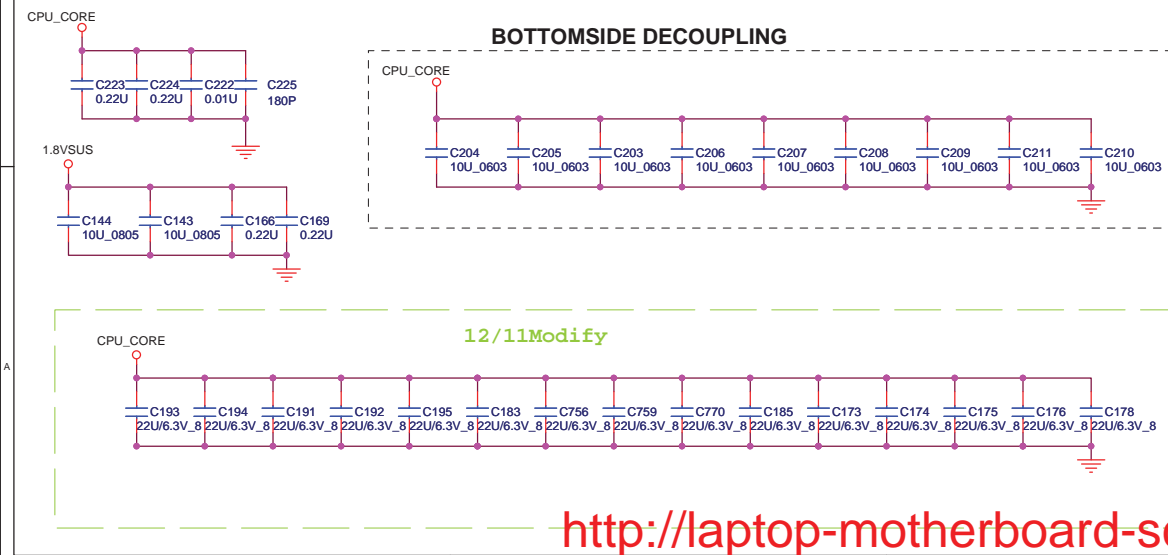 CPU_CORE
C223 C224 C222 C225
0.22U 0.22U 0.01U 180P
1.8VSUS
C144 C143 C166 C169
10U_0805 10U_0805 0.22U 0.22U
BOTTOMSIDE DECOUPLING
CPU_CORE
C204 C205 C203 C206 C207 C208 C209 C211 C210
10U_0603 10U_0603 10U_0603 10U_0603 10U_0603 10U_0603 10U_0603 10U_0603 10U_0603
12/11Modify
CPU_CORE
C193 C194 C191 C192 C195 C183 C756 C759 C770 C185 C173 C174 C175 C176 C178
22U/6.3V_8 22U/6.3V_8 22U/6.3V_8 22U/6.3V_8 22U/6.3V_8 22U/6.3V_8 22U/6.3V_8 22U/6.3V_8 22U/6.3V_8 22U/6.3V_8 22U/6.3V_8 22U/6.3V_8 22U/6.3V_8 22U/6.3V_8 22U/6.3V_8
A
http://laptop-motherboard-sc